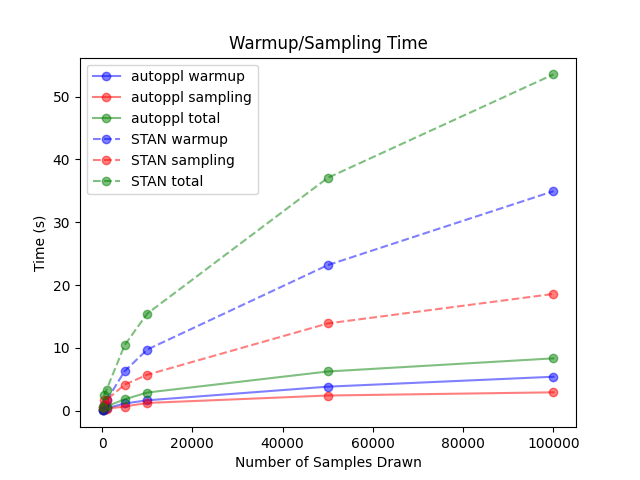 Warmup/Sampling Time
autoppl warmup
autoppl sampling
autoppl total
STAN warmup
STAN sampling
STAN total
50
40
30
20
10
0
Time (s)
0 20000 40000 60000 80000 100000
Number of Samples Drawn